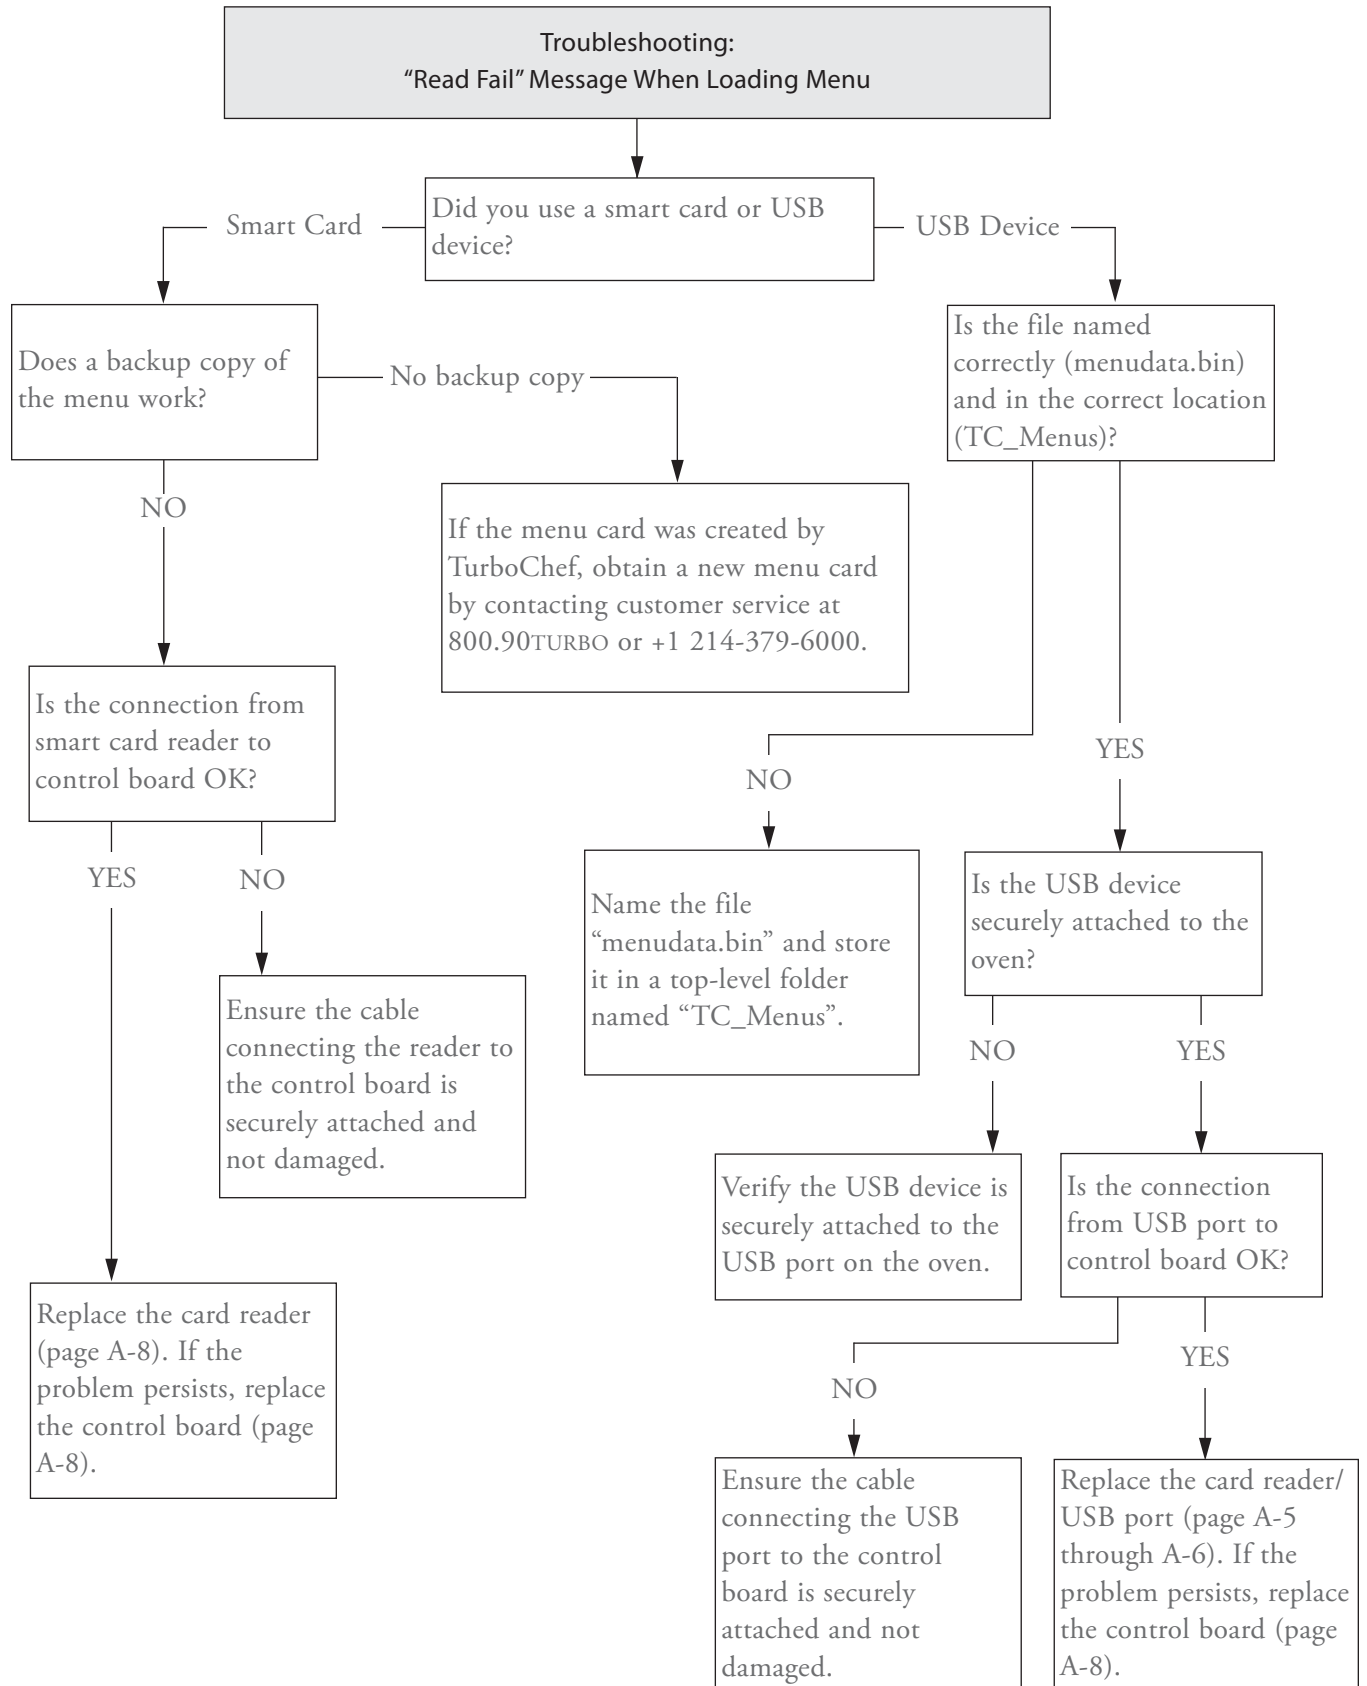 Troubleshooting:
“Read Fail” Message When Loading Menu
Did you use a smart card or USB
device?
Smart Card
USB Device
Does a backup copy of
the menu work?
No backup copy
Is the file named
correctly (menudata.bin)
and in the correct location
(TC_Menus)?
NO
If the menu card was created by
TurboChef, obtain a new menu card
by contacting customer service at
800.90TURBO or +1 214-379-6000.
Is the connection from
smart card reader to
control board OK?
NO
YES
YES
NO
Name the file
“menudata.bin” and store
it in a top-level folder
named “TC_Menus”.
Is the USB device
securely attached to the
oven?
Ensure the cable
connecting the reader to
the control board is
securely attached and
not damaged.
NO
YES
Verify the USB device is
securely attached to the
USB port on the oven.
Is the connection
from USB port to
control board OK?
Replace the card reader
(page A-8). If the
problem persists, replace
the control board (page
A-8).
NO
YES
Ensure the cable
connecting the USB
port to the control
board is securely
attached and not
damaged.
Replace the card reader/
USB port (page A-5
through A-6). If the
problem persists, replace
the control board (page
A-8).